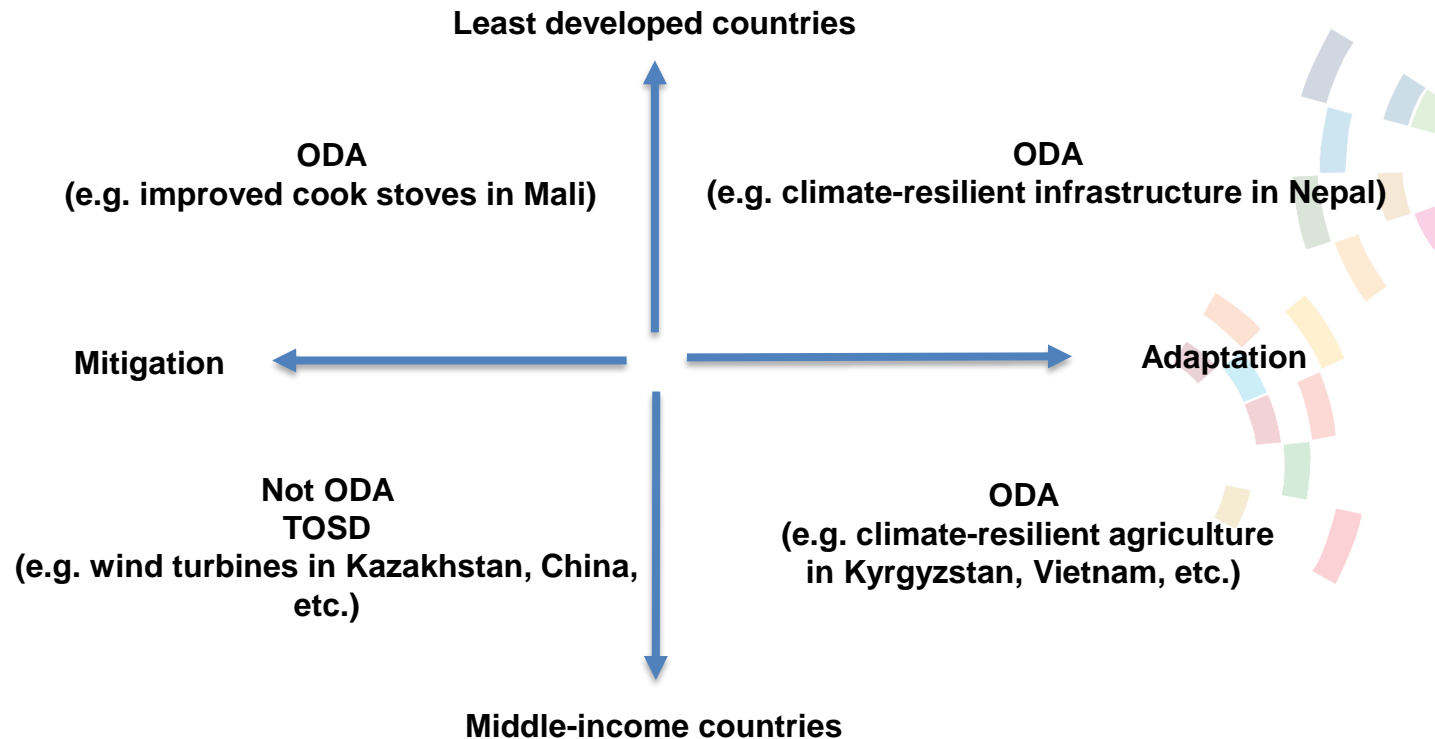 Least developed countries
ODA
(e.g. improved cook stoves in Mali)
ODA
(e.g. climate-resilient infrastructure in Nepal)
Mitigation
Adaptation
Not ODA
TOSD
(e.g. wind turbines in Kazakhstan, China,
etc.)
ODA
(e.g. climate-resilient agriculture
in Kyrgyzstan, Vietnam, etc.)
Middle-income countries